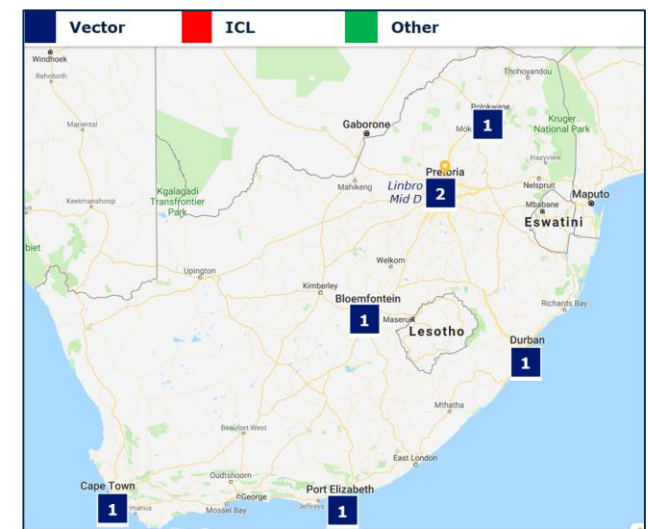 Vector ICL Other
Windhoek
Rehoboth
Mariental
Keetmanshoop
Kgalagadi
Transfrontier
Park
Upington
Gaborone
Mahikeng
Thohoyandou
Polokwane
1
Kruger
National Park
Hazyview
Pretoria
Linbro
Mid D
2
Nelspruit
Maputo
Mbabane
Eswatini
Welkom
Kimberley
Bloemfontein
1
Maseru
Lesotho
Richards Bay
Durban
1
Mthatha
Beaufort West
East London
Oudtshoorn
George
Mossel Bay
Cape Town
1
Port Elizabeth
1